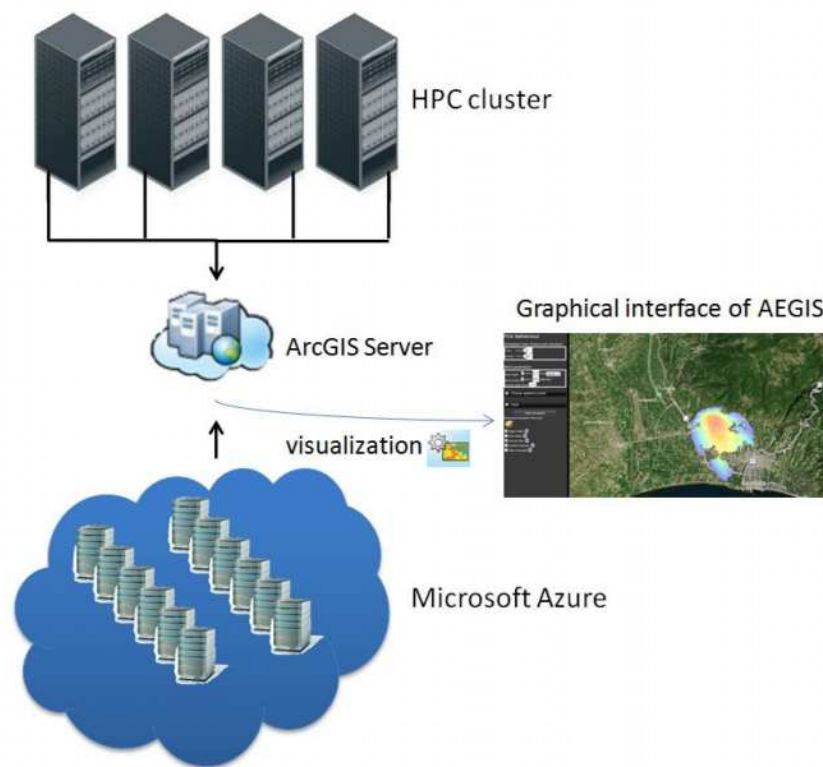 HPC cluster
ArcGIS Server
Graphical interface of AEGIS
visualization
Microsoft Azure